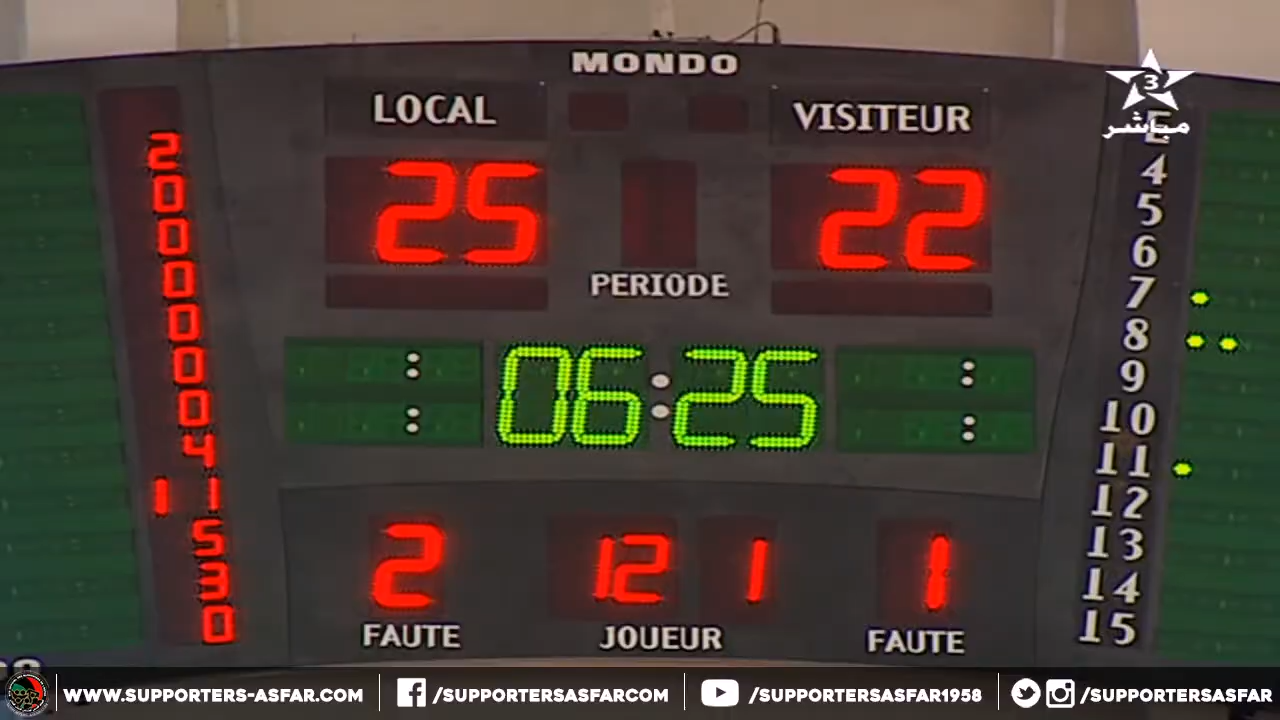 MONDO
3
مباشر
LOCAL
VISITEUR
25
22
PERIODE
06:25
2
0
0
0
0
0
0
4
11
5
3
0
4
5
6
7
8
9
10
11
12
13
14
15
2
12 1
1
FAUTE
JOUEUR
FAUTE
WWW.SUPPORTERS-ASFAR.COM
/SUPPORTERSASFARCOM
/SUPPORTERSASFAR1958
/SUPPORTERSASFAR